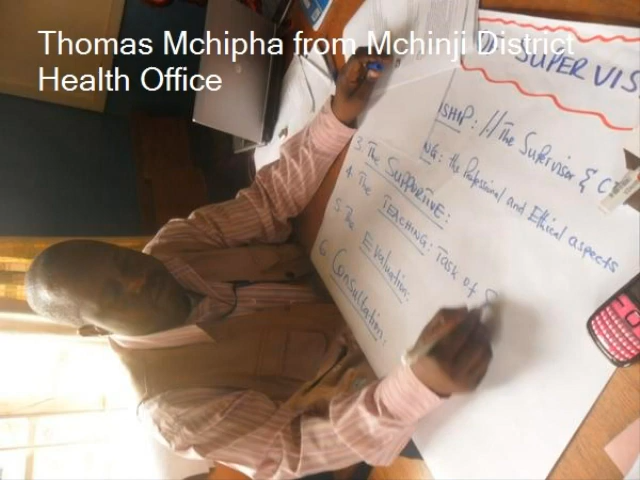 Thomas Mchipha from Mchinji District
Health Office
SUPERVIS
SHIP: The Supervisor &
NG: the Professional and Ethical aspects
3. The SUPPORTIVE:
4. The TEACHING: Task of
5. The Evaluation:
6. Consultation: